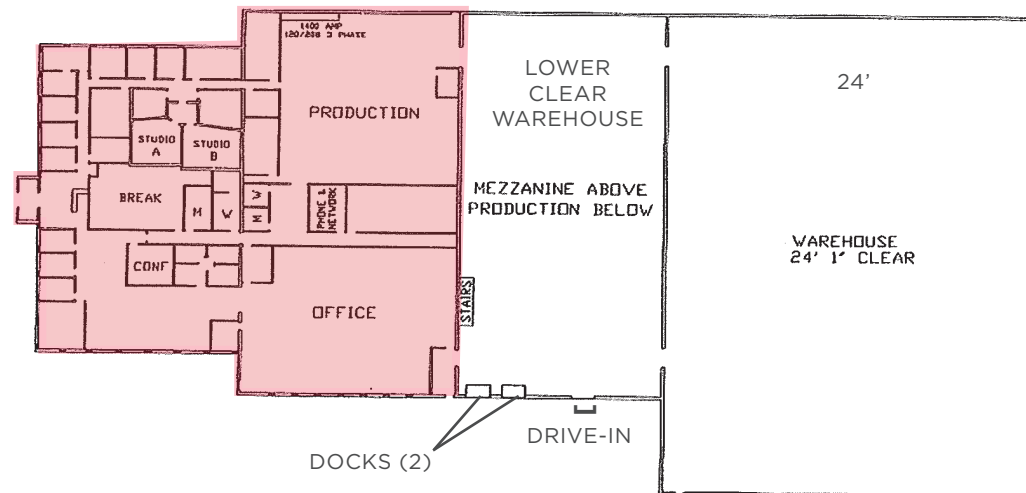 1400 AMP
120/208 3 PHASE
LOWER
CLEAR
WAREHOUSE
24'
PRODUCTION
STUDIO
A
STUDIO
B
MEZZANINE ABOVE
PRODUCTION BELOW
BREAK
M
W
W
M
PHONE &
NETWORK
WAREHOUSE
24' 1" CLEAR
CONF
OFFICE
STAIRS
DRIVE-IN
DOCKS (2)